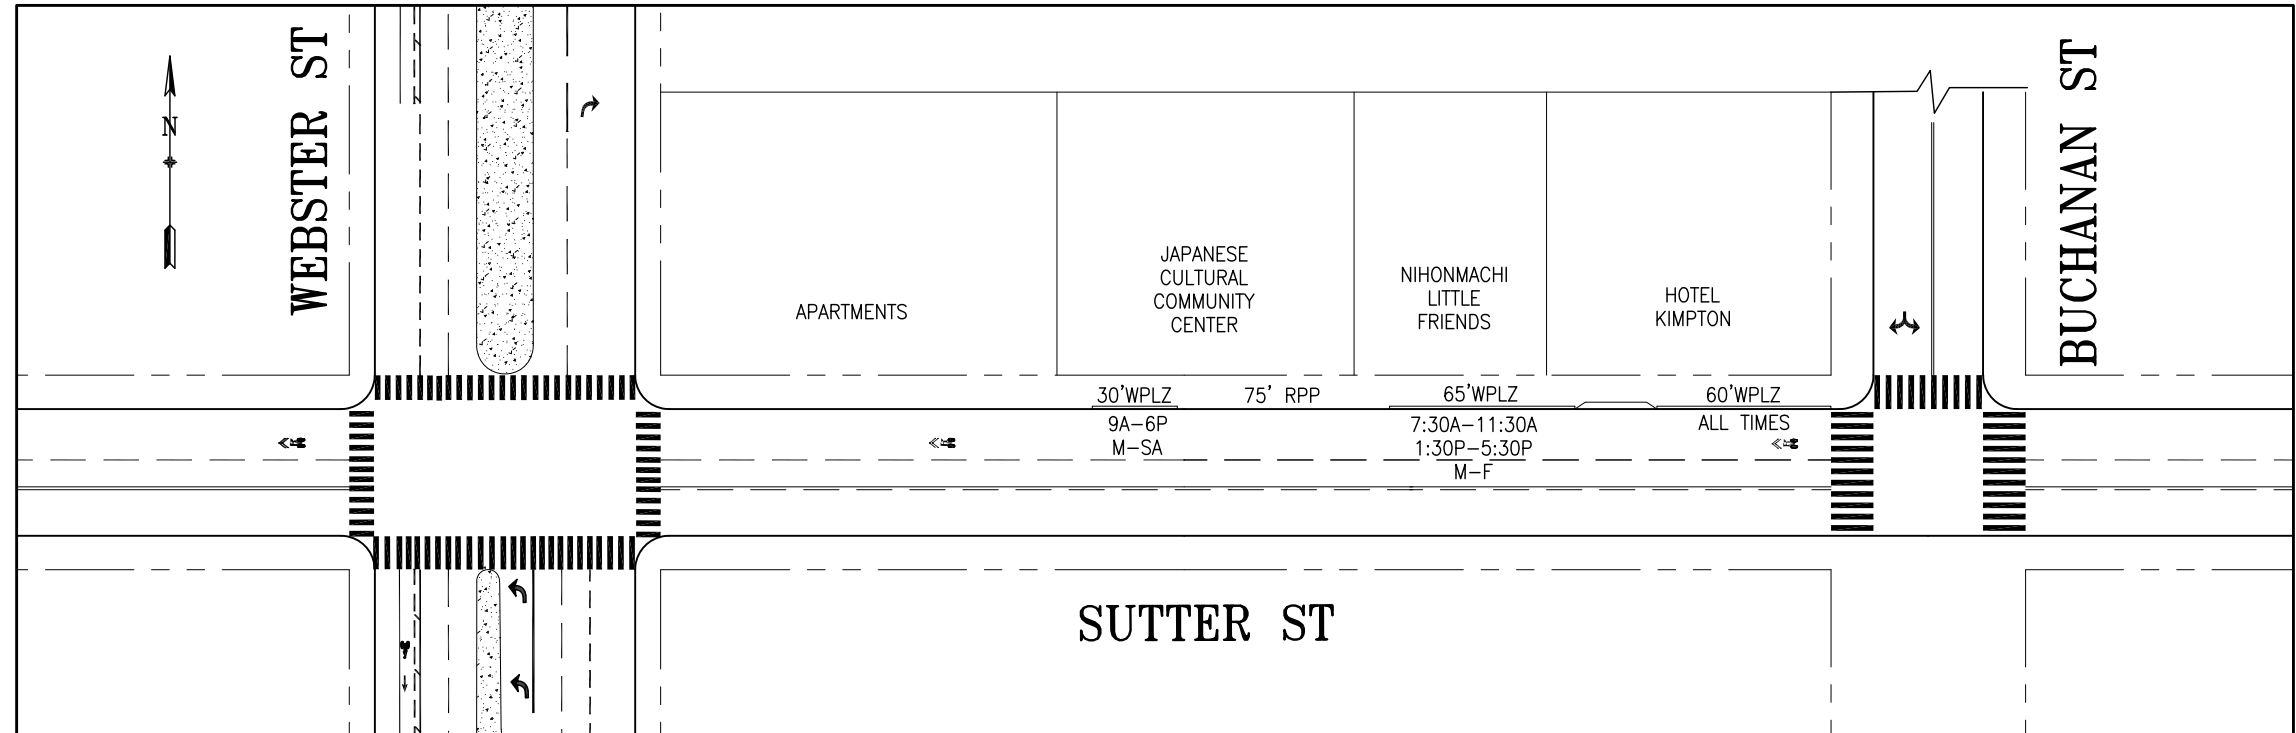 WEBSTER ST
N
BUCHANAN ST
APARTMENTS
JAPANESE
CULTURAL
COMMUNITY
CENTER
NIHONMACHI
LITTLE
FRIENDS
HOTEL
KIMPTON
30'WPLZ
75' RPP
65'WPLZ
60'WPLZ
9A-6P
M-SA
7:30A-11:30A
1:30P-5:30P
M-F
ALL TIMES
SUTTER ST